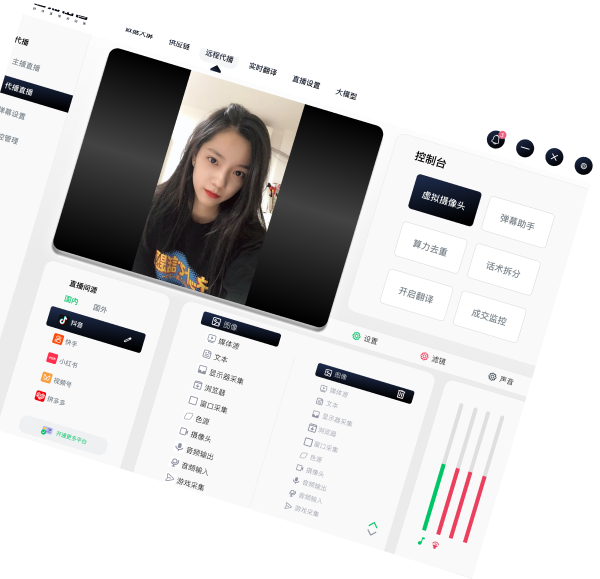 供应链
远程代播
实时翻译
直播设置
大模型
代播
主播直播
代播直播
弹幕设置
控管理
控制台
虚拟摄像头
弹幕助手
算力去重
话术拆分
开启翻译
成交监控
直播间源
国内
国外
抖音
快手
小红书
视频号
拼多多
开通更多平台
图像
媒体源
文本
显示器采集
浏览器
窗口采集
色源
摄像头
音频输出
音频输入
游戏采集
设置
滤镜
声音
图像
媒体源
文本
显示器采集
浏览器
窗口采集
色源
摄像头
音频输出
音频输入
游戏采集